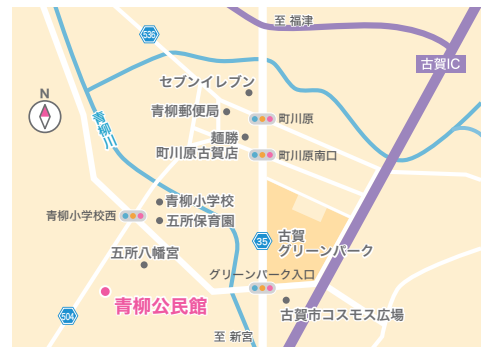 至 福津
536
古賀IC
セブンイレブン
N
青柳郵便局
青柳川
町川原
麺勝
町川原古賀店
町川原南口
青柳小学校
青柳小学校西
五所保育園
35
古賀
グリーンパーク
五所八幡宮
グリーンパーク入口
青柳公民館
504
古賀市コスモス広場
至 新宮